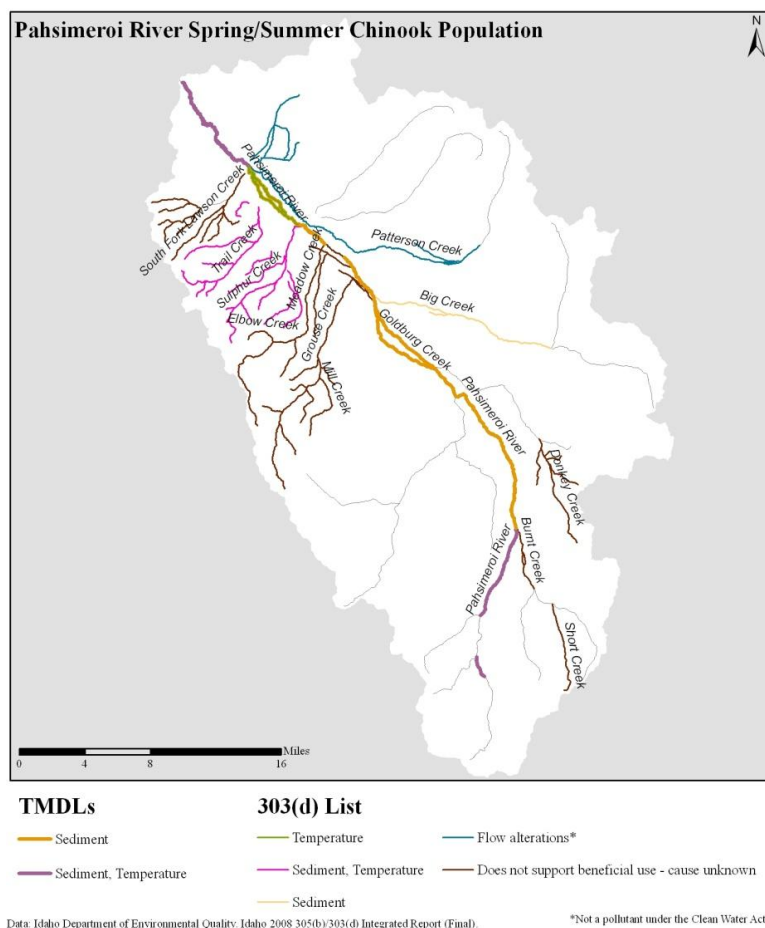 Pahsimeroi River Spring/Summer Chinook Population
N
Pahsimeroi River
South Fork Lawson Creek
Patterson Creek
Trail Creek
Sulphur Creek
Meadow Creek
Big Creek
Elbow Creek
Grouse Creek
Goldburg Creek
Mill Creek
Pahsimeroi River
Donkey Creek
Pahsimeroi River
Burnt Creek
Short Creek
Miles
0 4 8 16
TMDLs 303(d) List
Sediment Temperature Flow alterations*
Sediment, Temperature Sediment, Temperature Does not support beneficial use - cause unknown
Sediment
Data: Idaho Department of Environmental Quality. Idaho 2008 305(b)/303(d) Integrated Report (Final). *Not a pollutant under the Clean Water Act